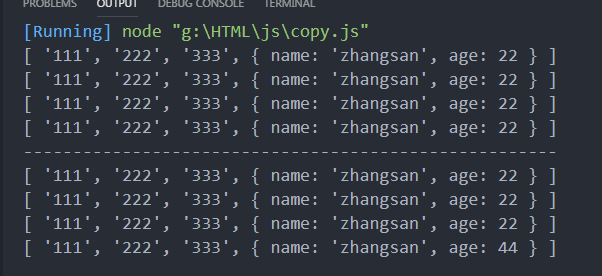 PROBLEMS OUTPUT DEBUG CONSOLE TERMINAL
[Running] node "g:\HTML\js\copy.js"
[ '111', '222', '333', { name: 'zhangsan', age: 22 } ]
[ '111', '222', '333', { name: 'zhangsan', age: 22 } ]
[ '111', '222', '333', { name: 'zhangsan', age: 22 } ]
[ '111', '222', '333', { name: 'zhangsan', age: 22 } ]
-----------------------------------------------------
[ '111', '222', '333', { name: 'zhangsan', age: 22 } ]
[ '111', '222', '333', { name: 'zhangsan', age: 22 } ]
[ '111', '222', '333', { name: 'zhangsan', age: 22 } ]
[ '111', '222', '333', { name: 'zhangsan', age: 44 } ]